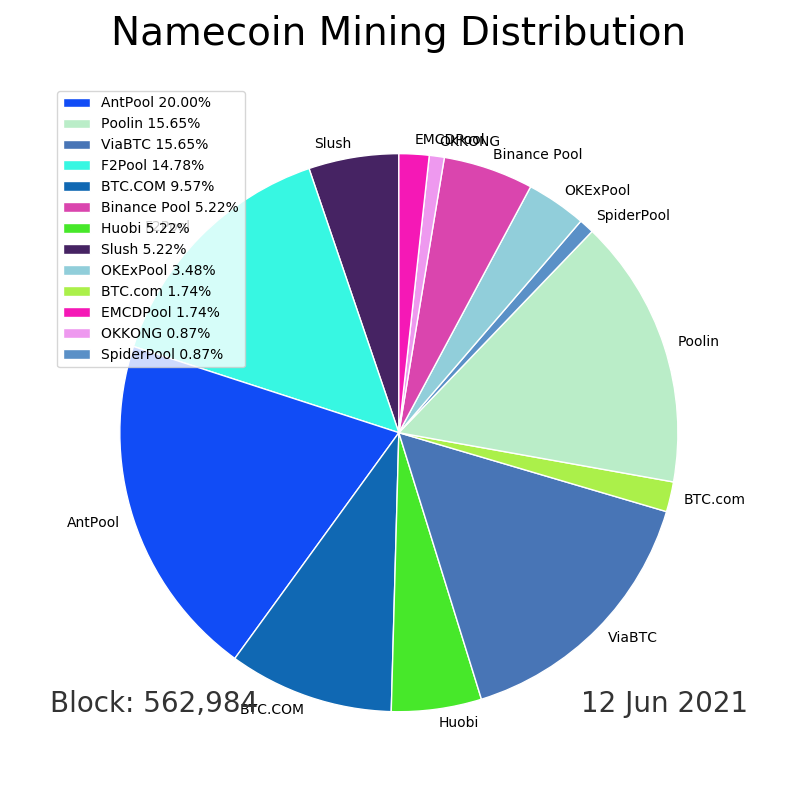 Namecoin Mining Distribution
AntPool 20.00%
Poolin 15.65%
ViaBTC 15.65%
F2Pool 14.78%
BTC.COM 9.57%
Binance Pool 5.22%
Huobi 5.22%
Slush 5.22%
OKExPool 3.48%
BTC.com 1.74%
EMCDPool 1.74%
OKKONG 0.87%
SpiderPool 0.87%
EMCDPool
OKKONG
Slush
Binance Pool
OKExPool
SpiderPool
F2Pool
Poolin
BTC.com
AntPool
ViaBTC
Block: 562,984
12 Jun 2021
BTC.COM
Huobi